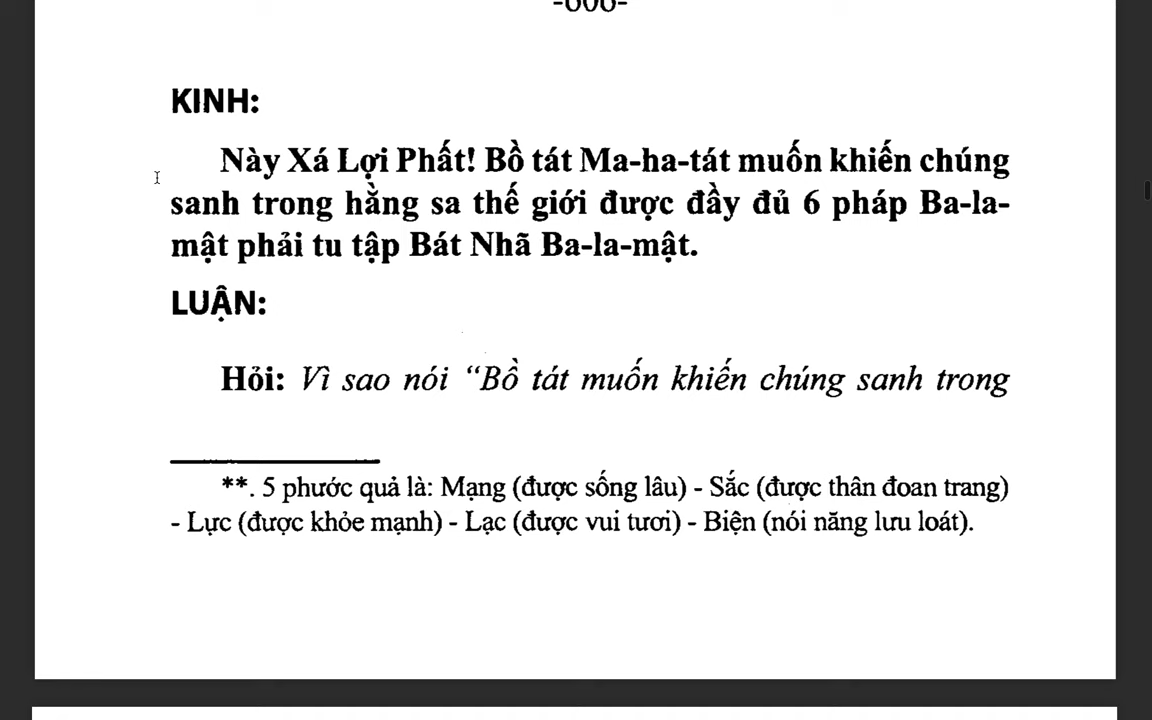 -oOo-
KINH:
Này Xá Lợi Phất! Bồ tát Ma-ha-tát muốn khiến chúng
sanh trong hằng sa thế giới được đầy đủ 6 pháp Ba-la-
mật phải tu tập Bát Nhã Ba-la-mật.
LUẬN:
Hỏi: Vì sao nói “Bồ tát muốn khiến chúng sanh trong
**. 5 phước quả là: Mạng (được sống lâu) - Sắc (được thân đoan trang)
- Lực (được khỏe mạnh) - Lạc (được vui tươi) - Biện (nói năng lưu loát).